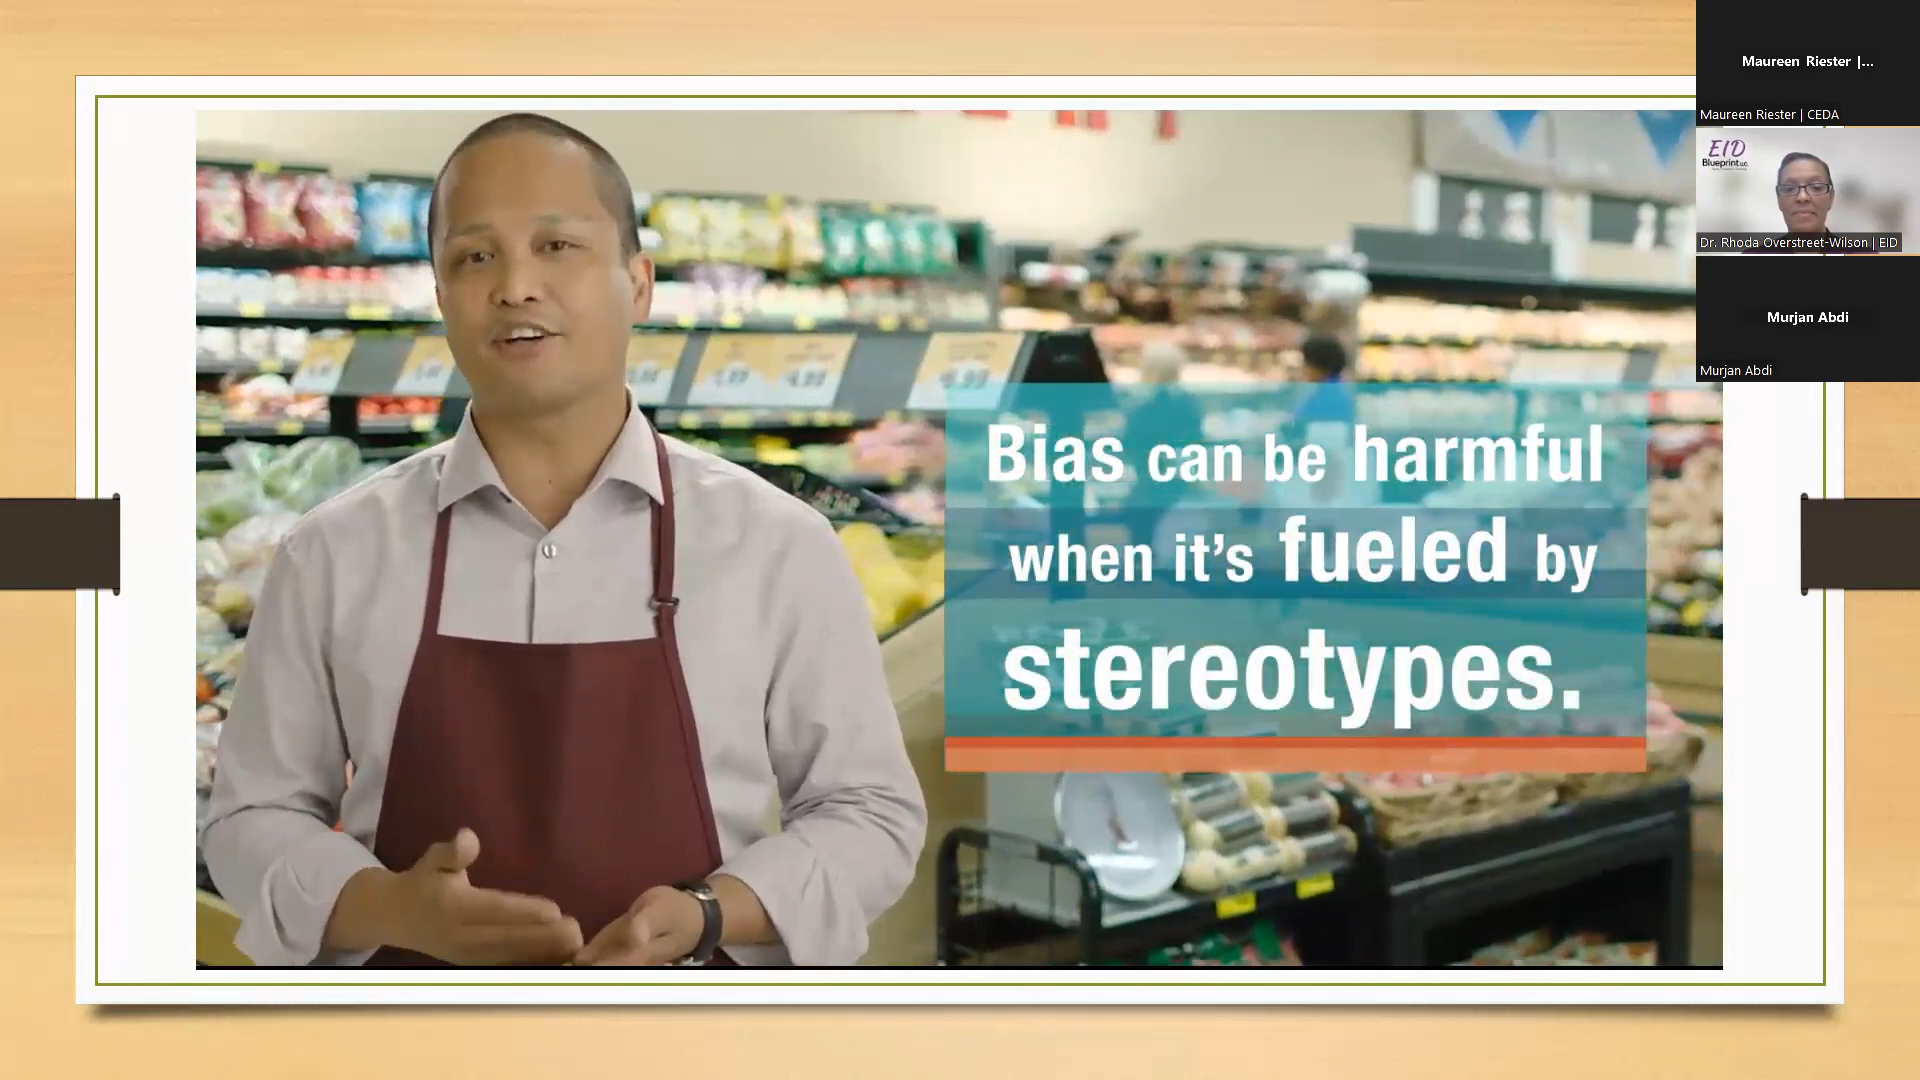 Bias can be harmful
when it's fueled by
stereotypes.
Maureen Riester |...
Maureen Riester | CEDA
EID
Blueprint LLC
Dr. Rhoda Overstreet-Wilson | EID
Murjan Abdi
Murjan Abdi